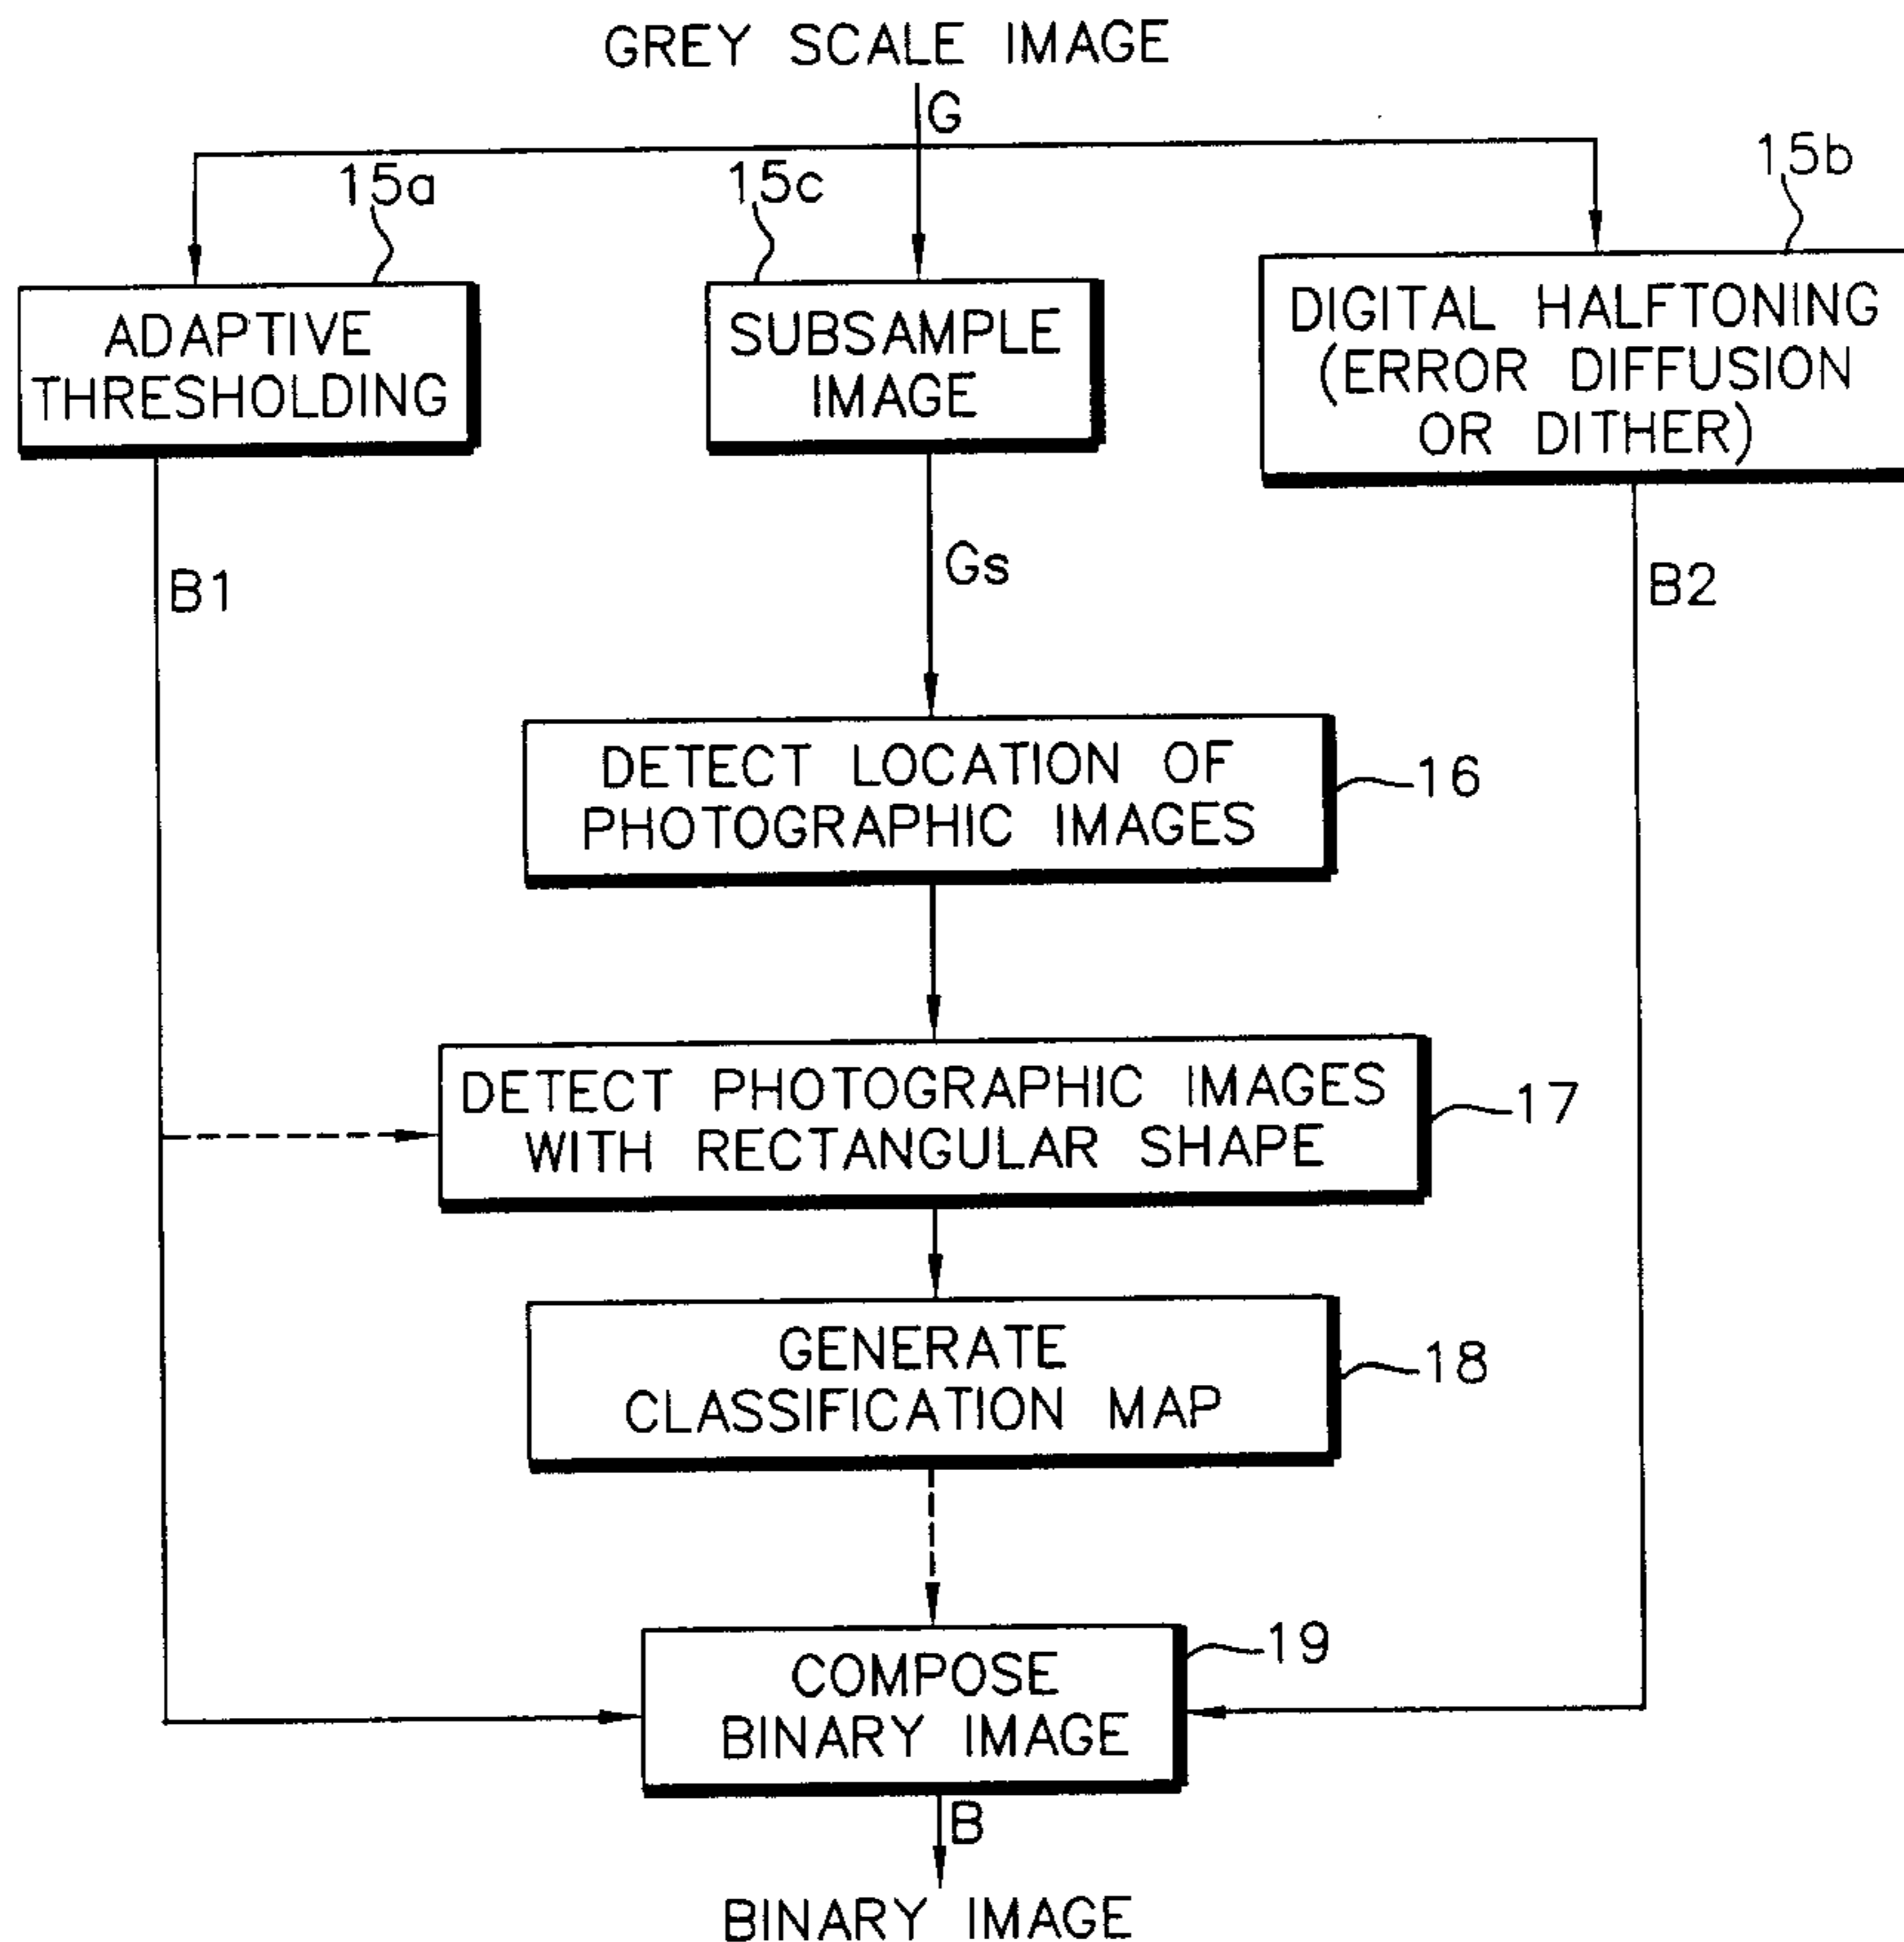 GREY SCALE IMAGE
G
15a
15c
15b
ADAPTIVE
THRESHOLDING
SUBSAMPLE
IMAGE
DIGITAL HALFTONING
(ERROR DIFFUSION
OR DITHER)
B1
Gs
B2
DETECT LOCATION OF
PHOTOGRAPHIC IMAGES
16
DETECT PHOTOGRAPHIC IMAGES
WITH RECTANGULAR SHAPE
17
GENERATE
CLASSIFICATION MAP
18
COMPOSE
BINARY IMAGE
19
B
BINARY IMAGE